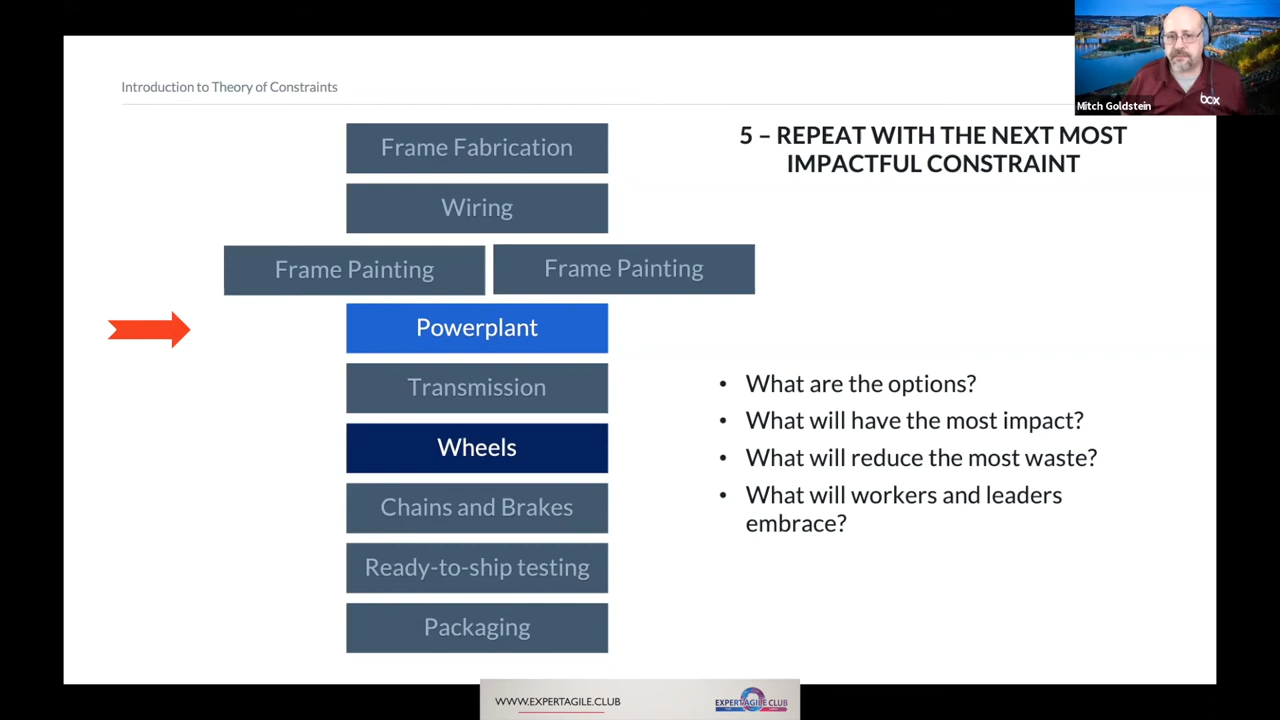 Introduction to Theory of Constraints
box
Mitch Goldstein
5 – REPEAT WITH THE NEXT MOST
IMPACTFUL CONSTRAINT
Frame Fabrication
Wiring
Frame Painting
Frame Painting
Powerplant
Transmission
Wheels
Chains and Brakes
Ready-to-ship testing
Packaging
• What are the options?
• What will have the most impact?
• What will reduce the most waste?
• What will workers and leaders
embrace?
WWW.EXPERTAGILE.CLUB
EXPERTAGILE CLUB